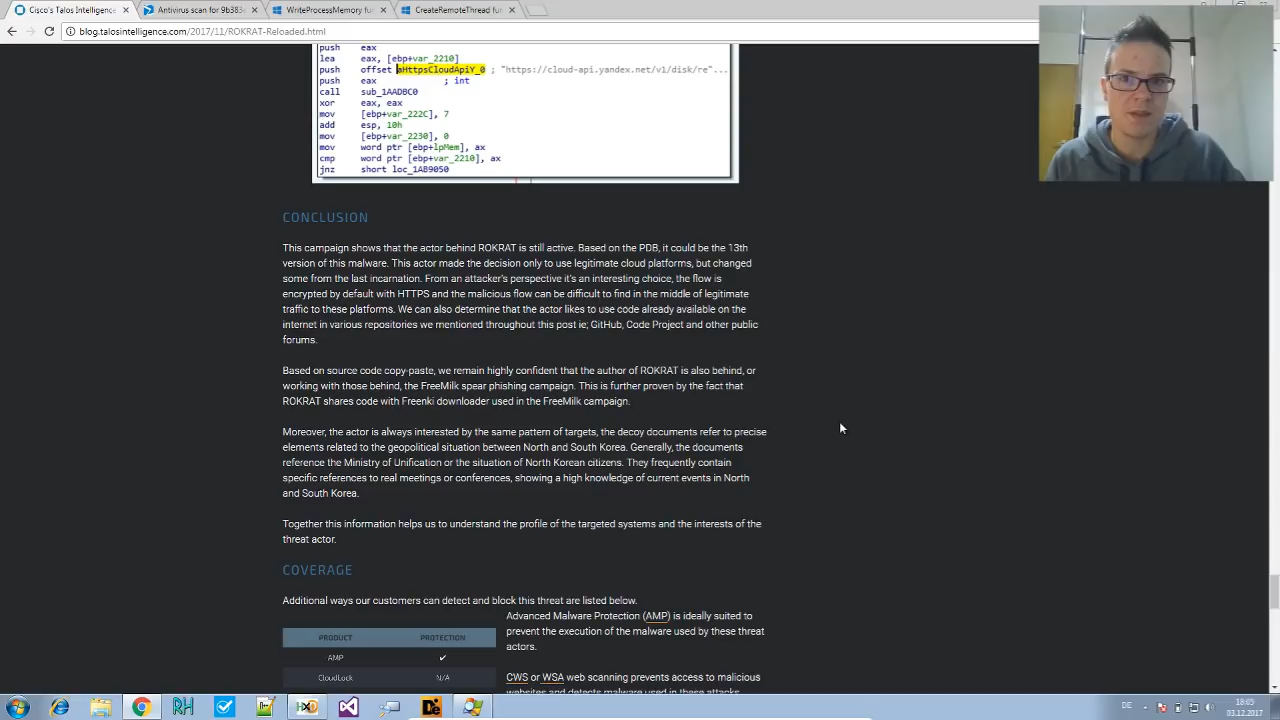 Cisco's Talos Intelligence
Antivirus scan for 9b383e
WriteProcessMemory fun
CreateRemoteThread fun
blog.talosintelligence.com/2017/11/ROKRAT-Reloaded.html
push eax
lea eax, [ebp+var_2210]
push offset aHttpsCloudApiY_0 ; "https://cloud-api.yandex.net/v1/disk/re"...
push eax ; int
call sub_1AADBC0
xor eax, eax
mov [ebp+var_222C], 7
add esp, 10h
mov [ebp+var_2230], 0
mov word ptr [ebp+lpMem], ax
cmp word ptr [ebp+var_2210], ax
jnz short loc_1AB9050
CONCLUSION
This campaign shows that the actor behind ROKRAT is still active. Based on the PDB, it could be the 13th
version of this malware. This actor made the decision only to use legitimate cloud platforms, but changed
some from the last incarnation. From an attacker's perspective it's an interesting choice, the flow is
encrypted by default with HTTPS and the malicious flow can be difficult to find in the middle of legitimate
traffic to these platforms. We can also determine that the actor likes to use code already available on the
internet in various repositories we mentioned throughout this post ie; GitHub, Code Project and other public
forums.
Based on source code copy-paste, we remain highly confident that the author of ROKRAT is also behind, or
working with those behind, the FreeMilk spear phishing campaign. This is further proven by the fact that
ROKRAT shares code with Freenki downloader used in the FreeMilk campaign.
Moreover, the actor is always interested by the same pattern of targets, the decoy documents refer to precise
elements related to the geopolitical situation between North and South Korea. Generally, the documents
reference the Ministry of Unification or the situation of North Korean citizens. They frequently contain
specific references to real meetings or conferences, showing a high knowledge of current events in North
and South Korea.
Together this information helps us to understand the profile of the targeted systems and the interests of the
threat actor.
COVERAGE
Additional ways our customers can detect and block this threat are listed below.
PRODUCT PROTECTION
AMP ✔
CloudLock N/A
Advanced Malware Protection (AMP) is ideally suited to
prevent the execution of the malware used by these threat
actors.
CWS or WSA web scanning prevents access to malicious
websites and detects malware used in these attacks.
DE
18:05
03.12.2017